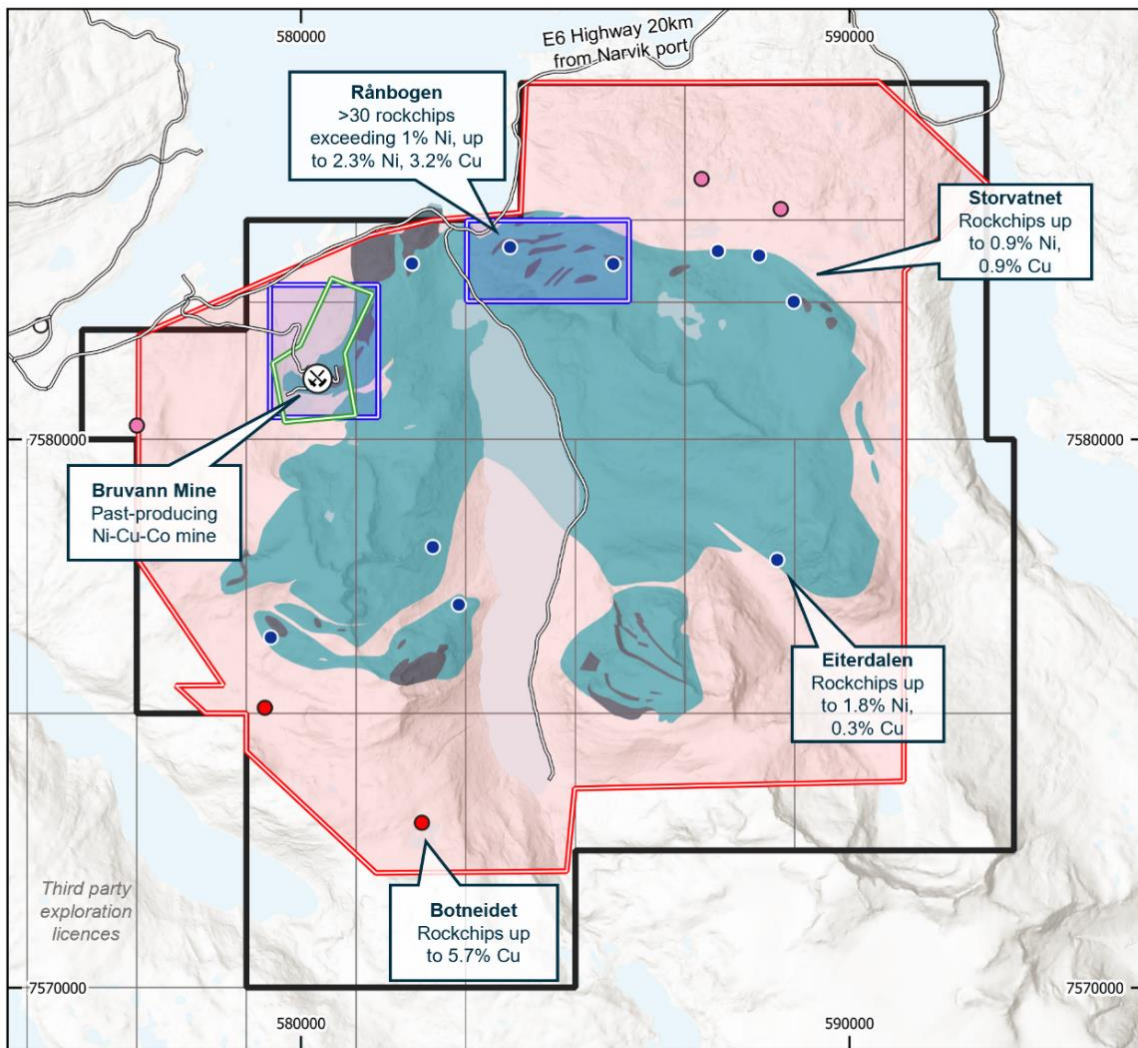 580000
590000
E6 Highway 20km
from Narvik port
Rånbogen
>30 rockchips
exceeding 1% Ni, up
to 2.3% Ni, 3.2% Cu
Storvatnet
Rockchips up
to 0.9% Ni,
0.9% Cu
7580000
7580000
Bruvann Mine
Past-producing
Ni-Cu-Co mine
Eiterdalen
Rockchips up
to 1.8% Ni,
0.3% Cu
Third party
exploration
licences
Botneidet
Rockchips up
to 5.7% Cu
7570000
7570000
580000
590000